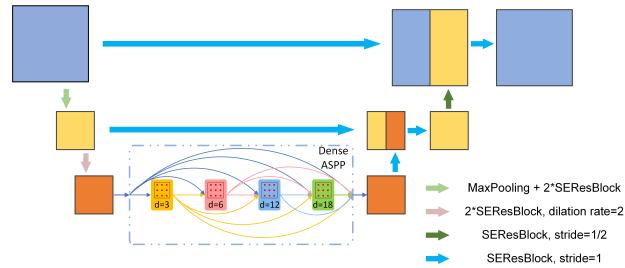 Dense
ASPP
d=3
d=6
d=12
d=18
MaxPooling + 2*SEResBlock
2*SEResBlock, dilation rate=2
SEResBlock, stride=1/2
SEResBlock, stride=1